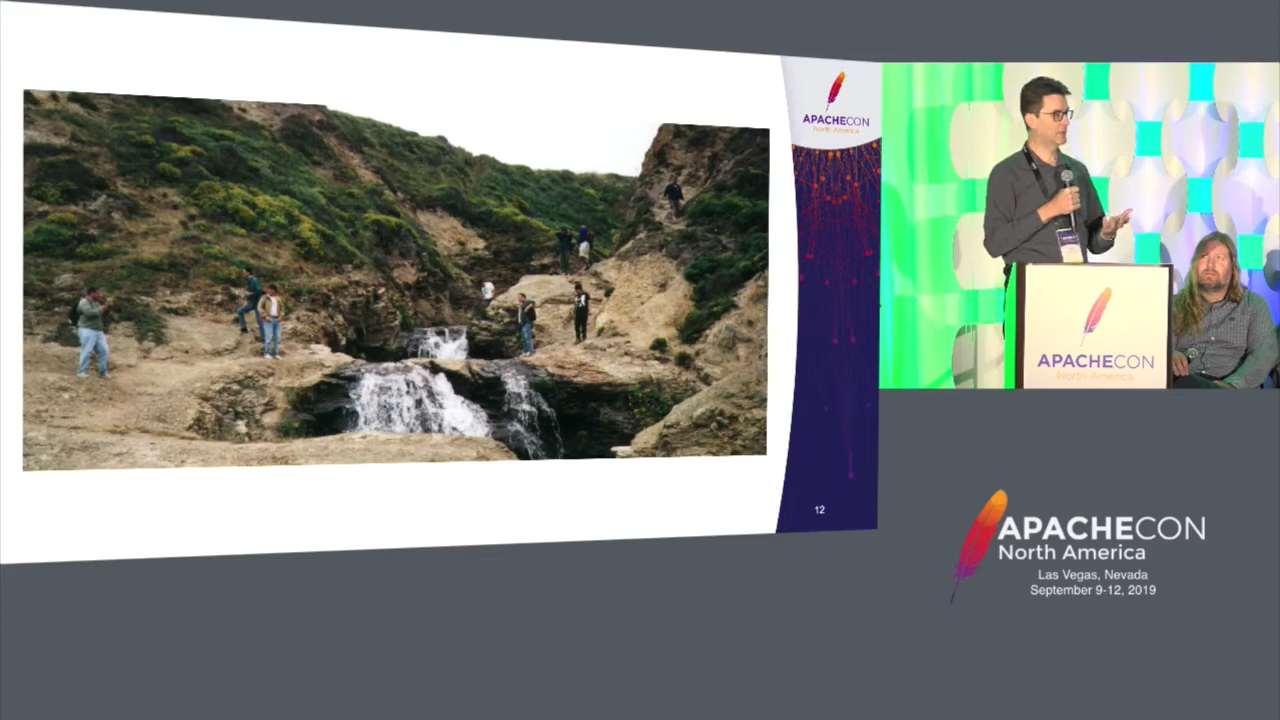 APACHECON
North America
12
APACHECON
North America
APACHECON
North America
Las Vegas, Nevada
September 9-12, 2019